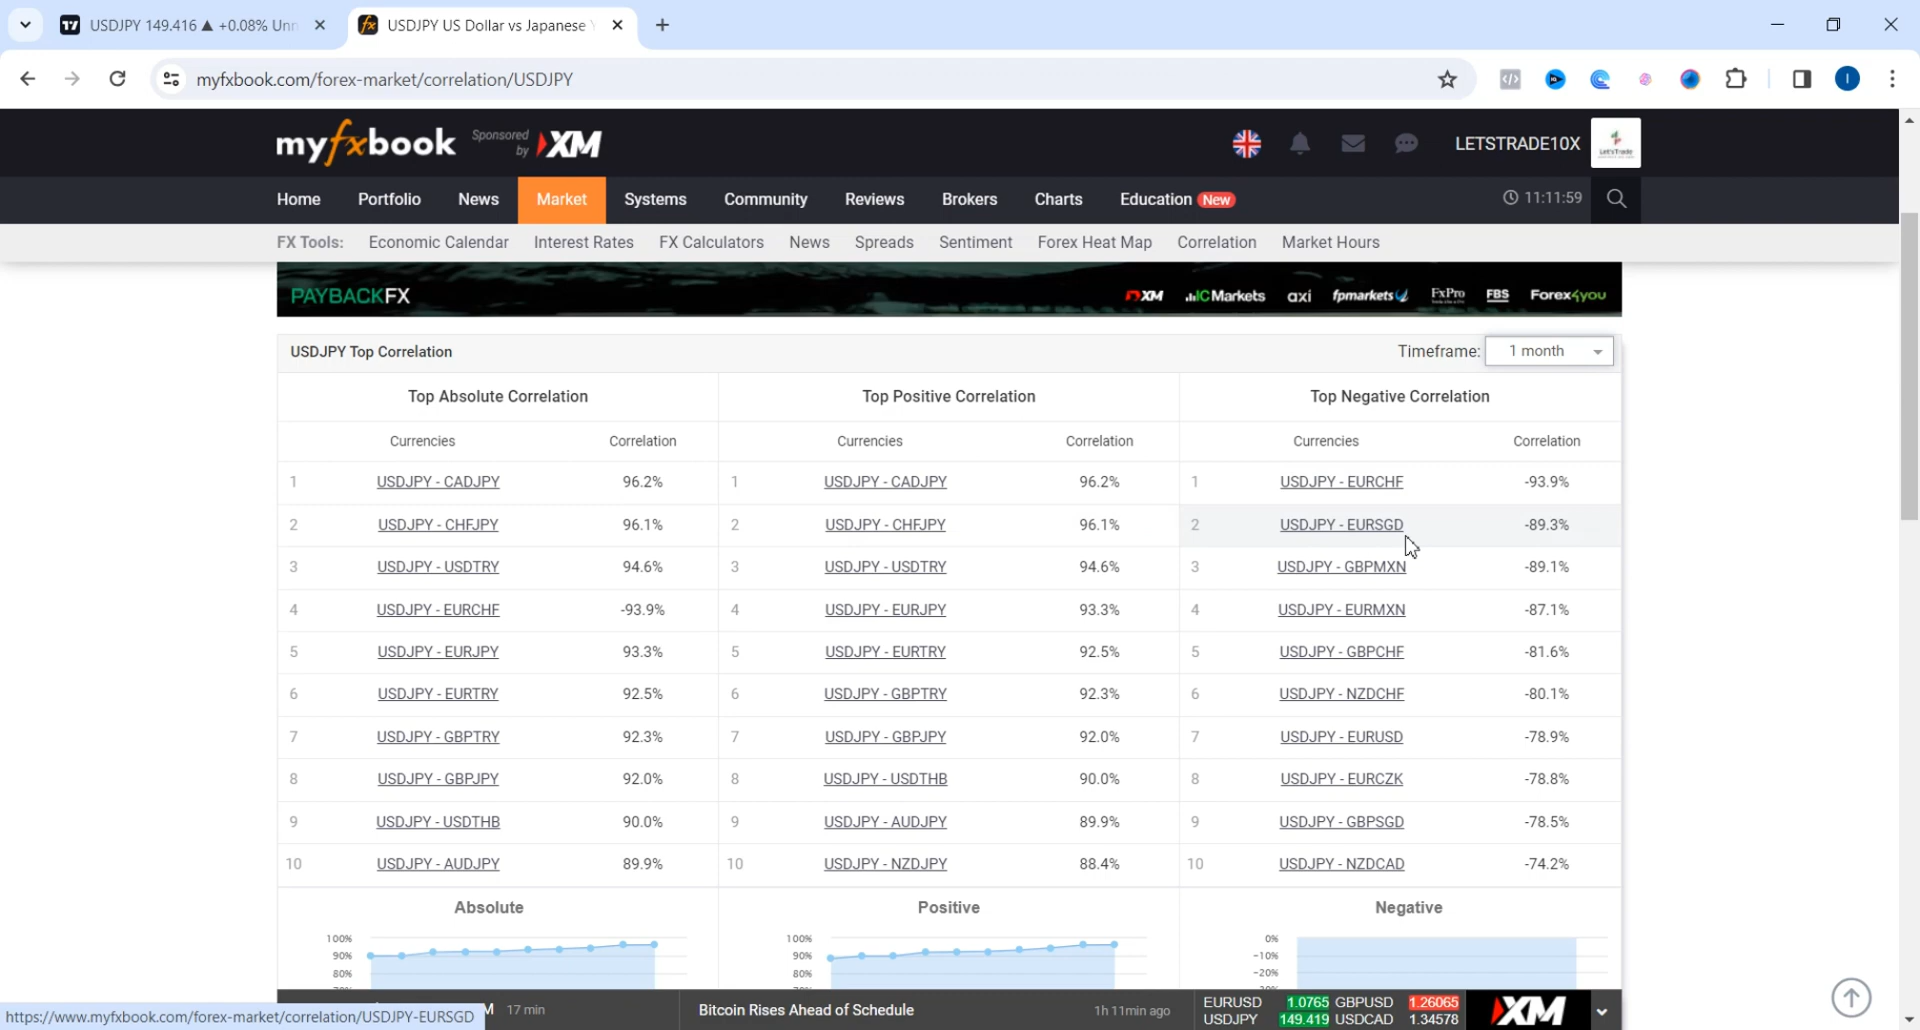 USDJPY 149.416 ▲ +0.08% Unn
USDJPY US Dollar vs Japanese
myfxbook.com/forex-market/correlation/USDJPY
I
myfxbook Sponsored by XM
LETSTRADE10X
Home Portfolio News Market Systems Community Reviews Brokers Charts Education New 11:11:59
FX Tools: Economic Calendar Interest Rates FX Calculators News Spreads Sentiment Forex Heat Map Correlation Market Hours
PAYBACKFX XM ICMarkets axi fpmarkets FxPro FBS Forex4you
USDJPY Top Correlation Timeframe: 1 month
Top Absolute Correlation Top Positive Correlation Top Negative Correlation
Currencies Correlation Currencies Correlation Currencies Correlation
1 USDJPY - CADJPY 96.2% 1 USDJPY - CADJPY 96.2% 1 USDJPY - EURCHF -93.9%
2 USDJPY - CHFJPY 96.1% 2 USDJPY - CHFJPY 96.1% 2 USDJPY - EURSGD -89.3%
3 USDJPY - USDTRY 94.6% 3 USDJPY - USDTRY 94.6% 3 USDJPY - GBPMXN -89.1%
4 USDJPY - EURCHF -93.9% 4 USDJPY - EURJPY 93.3% 4 USDJPY - EURMXN -87.1%
5 USDJPY - EURJPY 93.3% 5 USDJPY - EURTRY 92.5% 5 USDJPY - GBPCHF -81.6%
6 USDJPY - EURTRY 92.5% 6 USDJPY - GBPTRY 92.3% 6 USDJPY - NZDCHF -80.1%
7 USDJPY - GBPTRY 92.3% 7 USDJPY - GBPJPY 92.0% 7 USDJPY - EURUSD -78.9%
8 USDJPY - GBPJPY 92.0% 8 USDJPY - USDTHB 90.0% 8 USDJPY - EURCZK -78.8%
9 USDJPY - USDTHB 90.0% 9 USDJPY - AUDJPY 89.9% 9 USDJPY - GBPSGD -78.5%
10 USDJPY - AUDJPY 89.9% 10 USDJPY - NZDJPY 88.4% 10 USDJPY - NZDCAD -74.2%
Absolute Positive Negative
100% 100% 0%
90% 90% -10%
80% 80% -20%
M 17 min Bitcoin Rises Ahead of Schedule 1h 11min ago EURUSD 1.0765 GBPUSD 1.26065 XM
USDJPY 149.419 USDCAD 1.34578
https://www.myfxbook.com/forex-market/correlation/USDJPY-EURSGD